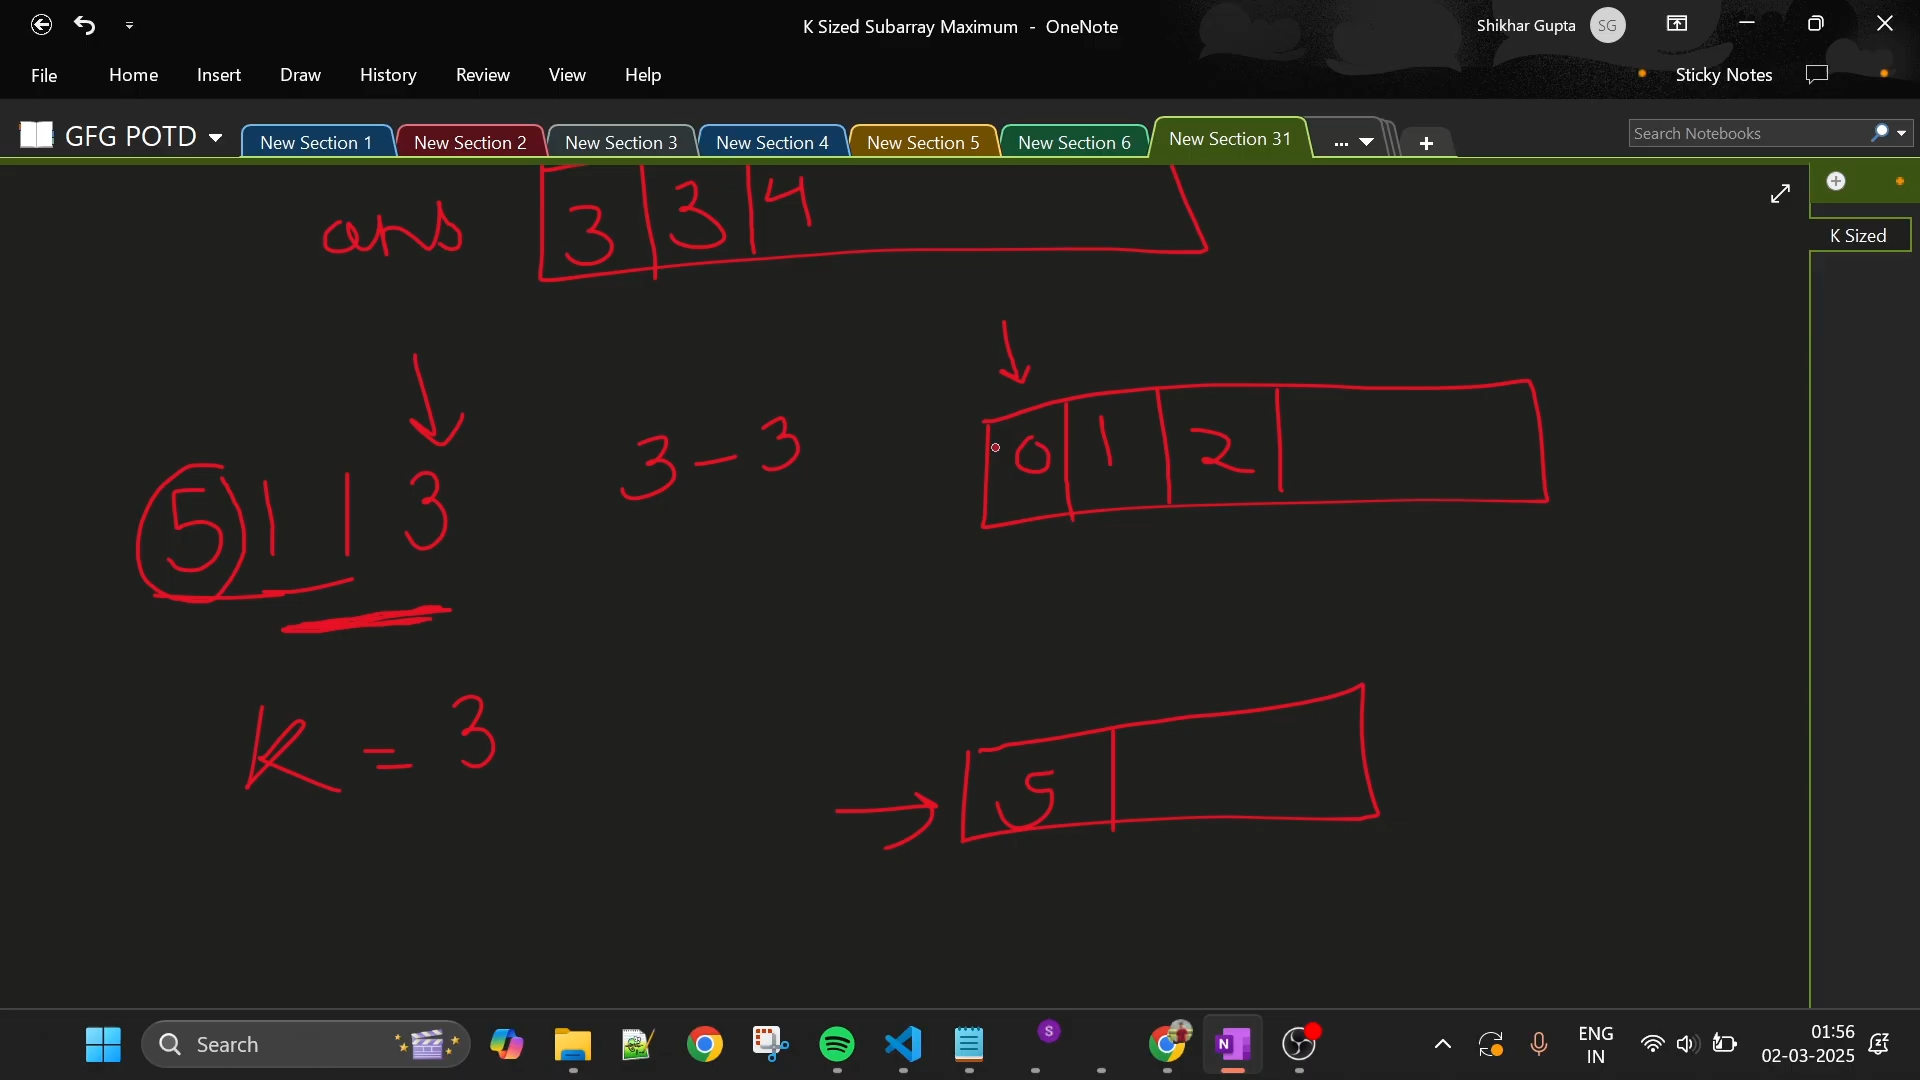 K Sized Subarray Maximum - OneNote
Shikhar Gupta SG
File Home Insert Draw History Review View Help
Sticky Notes
GFG POTD
New Section 1 New Section 2 New Section 3 New Section 4 New Section 5 New Section 6 New Section 31 ... +
Search Notebooks
K Sized
ans 3 3 4
5 1 1 3
3-3
0 1 2
K = 3
5
Search
S
ENG
IN
01:56
02-03-2025